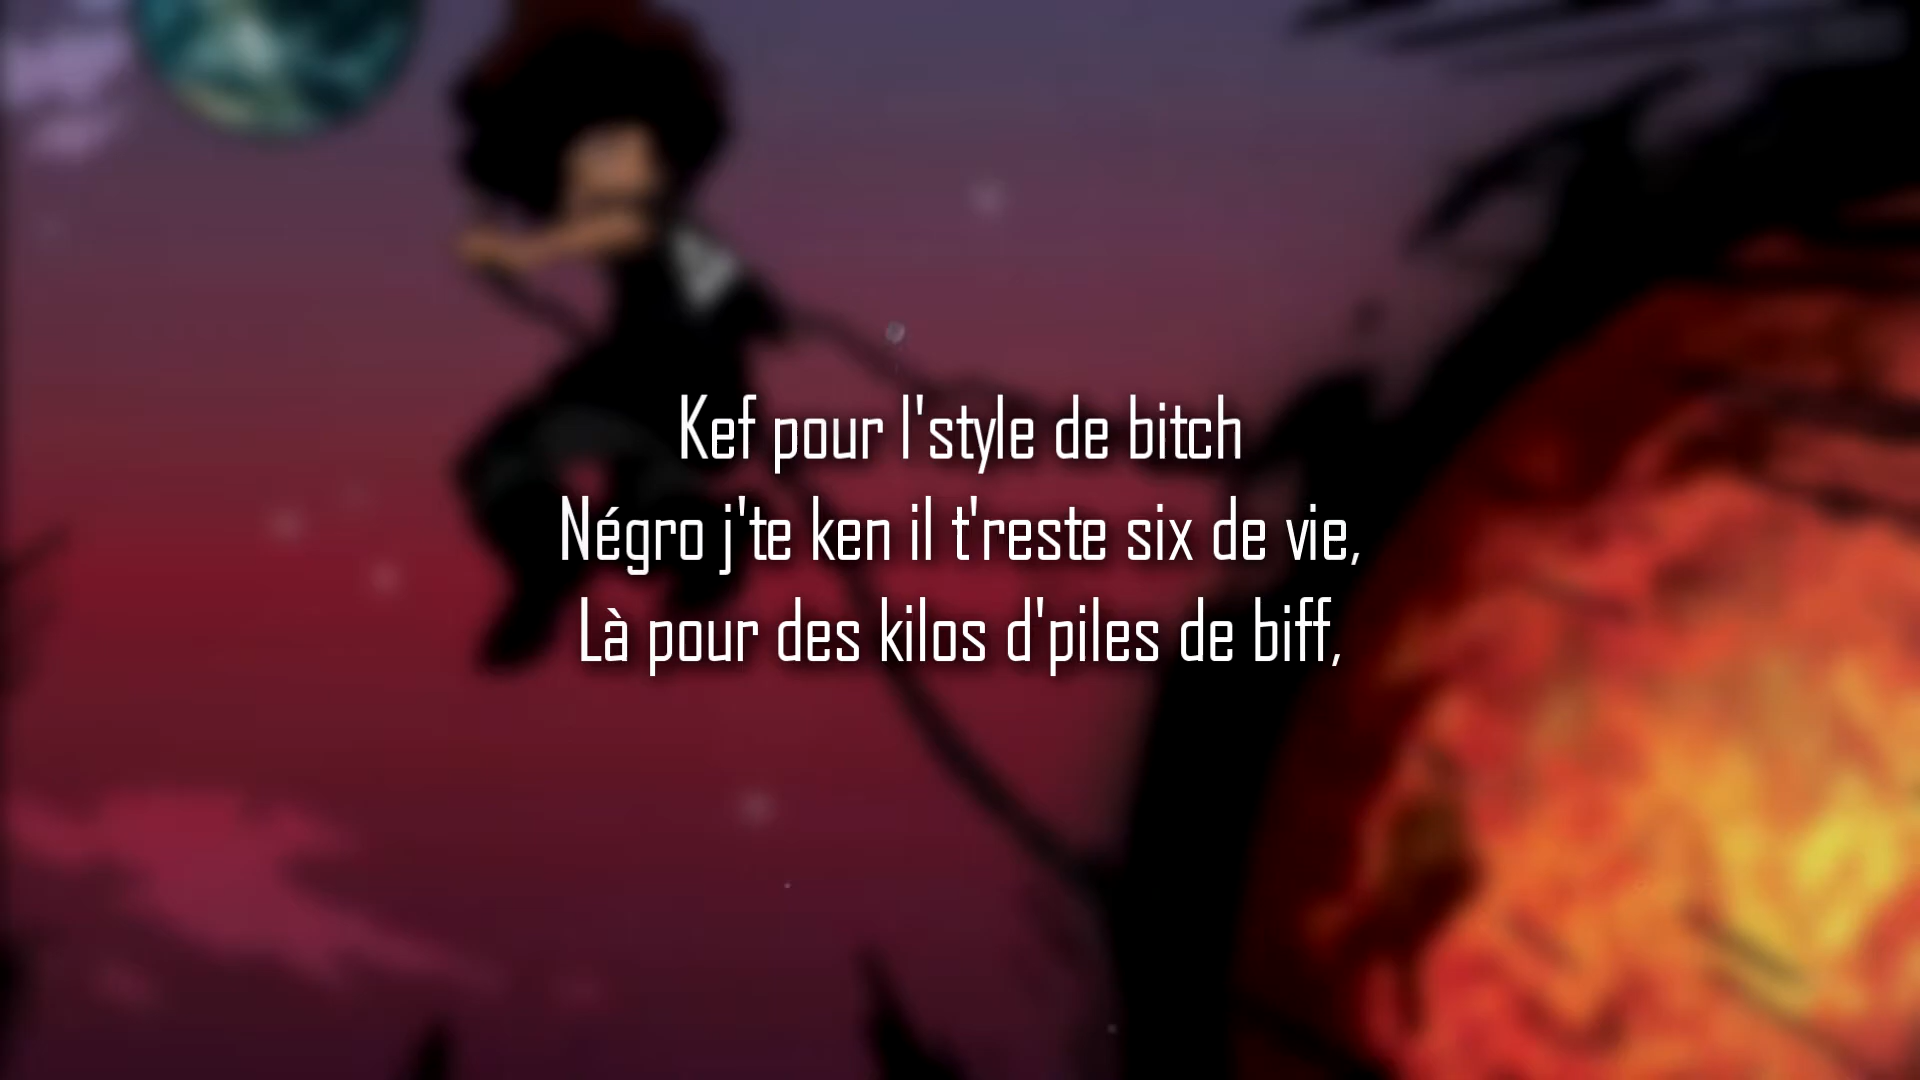 Kef pour l'style de bitch
Négro j'te ken il t'reste six de vie,
Là pour des kilos d'piles de biff,